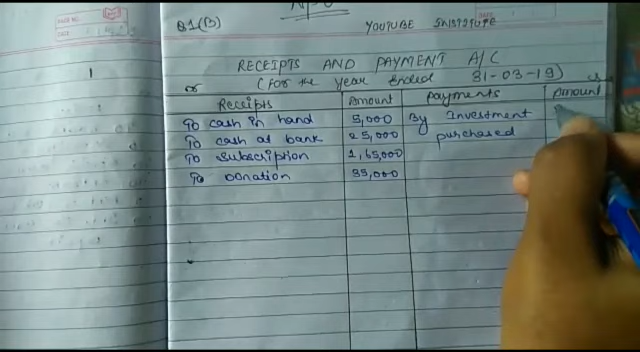 Q1(B)
YOUTUBE
RECEIPTS AND PAYMENT A/C
(For the year Ended 31-03-19)
Dr
Receipts Amount Payments Amount
To Cash in hand 5,000 By Investment
To cash at bank 25,000 purchased
To Subscription 1,65,000
To Donation 35,000